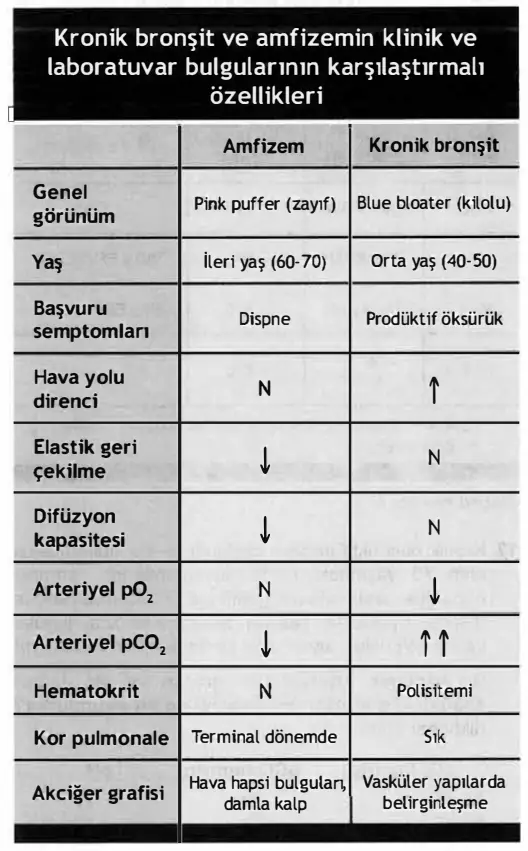 Kronik bronşit ve amfizemin klinik ve
laboratuvar bulgularının karşılaştırmalı
özellikleri
Amfizem Kronik bronşit
Genel görünüm Pink puffer (zayıf) Blue bloater (kilolu)
Yaş İleri yaş (60-70) Orta yaş (40-50)
Başvuru semptomları Dispne Prodüktif öksürük
Hava yolu direnci N ↑
Elastik geri çekilme ↓ N
Difüzyon kapasitesi ↓ N
Arteriyel pO₂ N ↓
Arteriyel pCO₂ ↓ ↑↑
Hematokrit N Polisitemi
Kor pulmonale Terminal dönemde Sık
Akciğer grafisi Hava hapsi bulguları, damla kalp Vasküler yapılarda belirginleşme
17